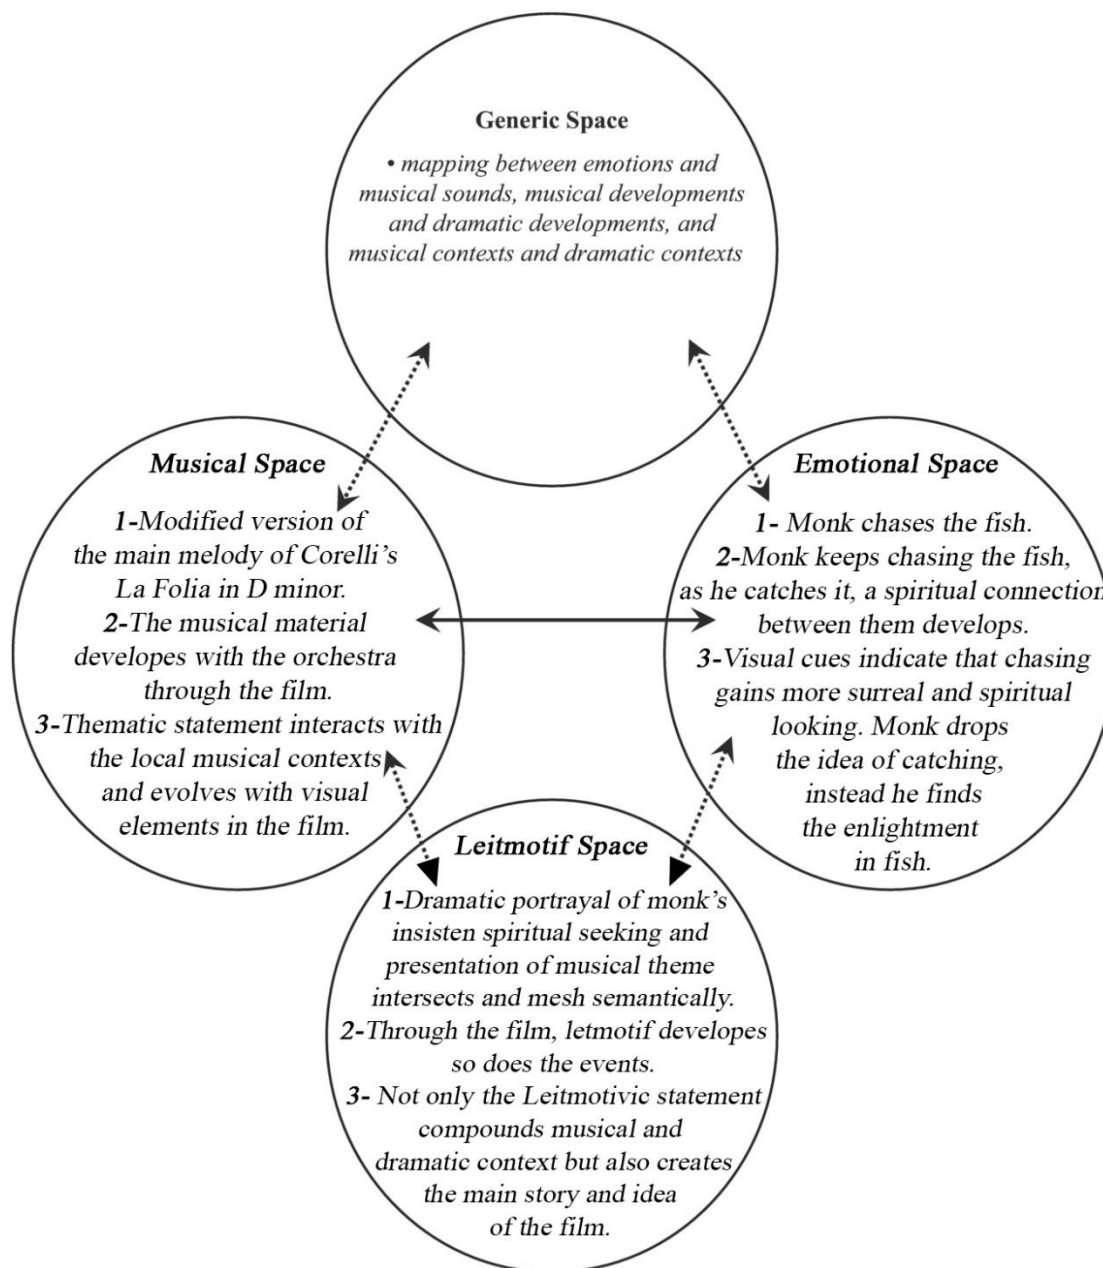 Generic Space
• mapping between emotions and
musical sounds, musical developments
and dramatic developments, and
musical contexts and dramatic contexts
Musical Space
1-Modified version of
the main melody of Corelli’s
La Folia in D minor.
2-The musical material
developes with the orchestra
through the film.
3-Thematic statement interacts with
the local musical contexts
and evolves with visual
elements in the film.
Emotional Space
1- Monk chases the fish.
2-Monk keeps chasing the fish,
as he catches it, a spiritual connection
between them develops.
3-Visual cues indicate that chasing
gains more surreal and spiritual
looking. Monk drops
the idea of catching,
instead he finds
the enlightment
in fish.
Leitmotif Space
1-Dramatic portrayal of monk’s
insisten spiritual seeking and
presentation of musical theme
intersects and mesh semantically.
2-Through the film, letmotif developes
so does the events.
3- Not only the Leitmotivic statement
compounds musical and
dramatic context but also creates
the main story and idea
of the film.